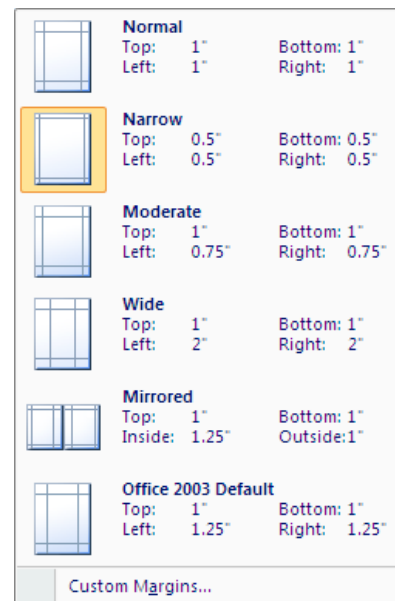 Normal
Top: 1" Bottom: 1"
Left: 1" Right: 1"
Narrow
Top: 0.5" Bottom: 0.5"
Left: 0.5" Right: 0.5"
Moderate
Top: 1" Bottom: 1"
Left: 0.75" Right: 0.75"
Wide
Top: 1" Bottom: 1"
Left: 2" Right: 2"
Mirrored
Top: 1" Bottom: 1"
Inside: 1.25" Outside:1"
Office 2003 Default
Top: 1" Bottom: 1"
Left: 1.25" Right: 1.25"
Custom Margins...